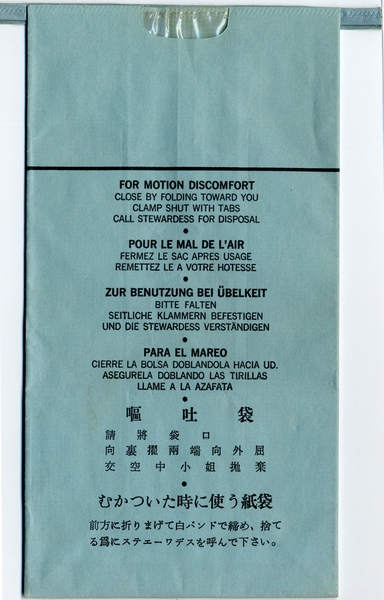 FOR MOTION DISCOMFORT
CLOSE BY FOLDING TOWARD YOU
CLAMP SHUT WITH TABS
CALL STEWARDESS FOR DISPOSAL
POUR LE MAL DE L'AIR
FERMEZ LE SAC APRES USAGE
REMETTEZ LE A VOTRE HOTESSE
ZUR BENUTZUNG BEI ÜBELKEIT
BITTE FALTEN
SEITLICHE KLAMMERN BEFESTIGEN
UND DIE STEWARDESS VERSTÄNDIGEN
PARA EL MAREO
CIERRE LA BOLSA DOBLANDOLA HACIA UD.
ASEGURELA DOBLANDO LAS TIRILLAS
LLAME A LA AZAFATA
嘔吐袋
請將袋口
向裏摺兩端向外屈
交空中小姐拋棄
むかついた時に使う紙袋
前方に折りまげて白バンドで締め、捨て
る爲にステエーワデスを呼んで下さい。